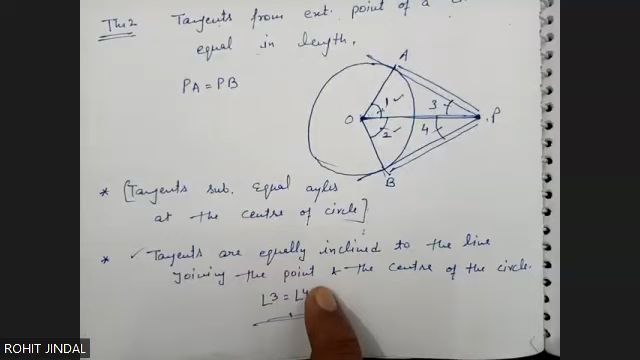 Th: 2 Tangents from ext. point of a
equal in length.
PA = PB
A
1 ✓
3
O
P
2 ✓
4
B
* [Tangents sub. Equal angles
at the centre of circle]
* ✓ Tangents are equally inclined to the line
Joining the point & the centre of the circle.
∠3 = ∠4
ROHIT JINDAL